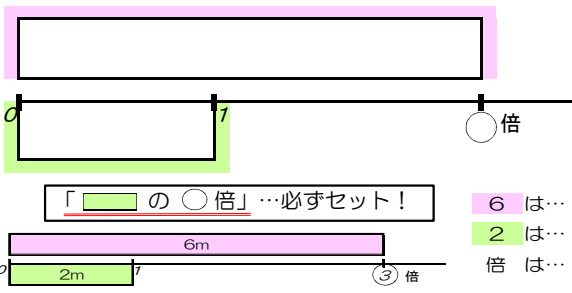 0 1 ○倍
「 の ○倍」…必ずセット！
6 は…
2 は…
倍 は…
6m
0 2m 1 ③ 倍